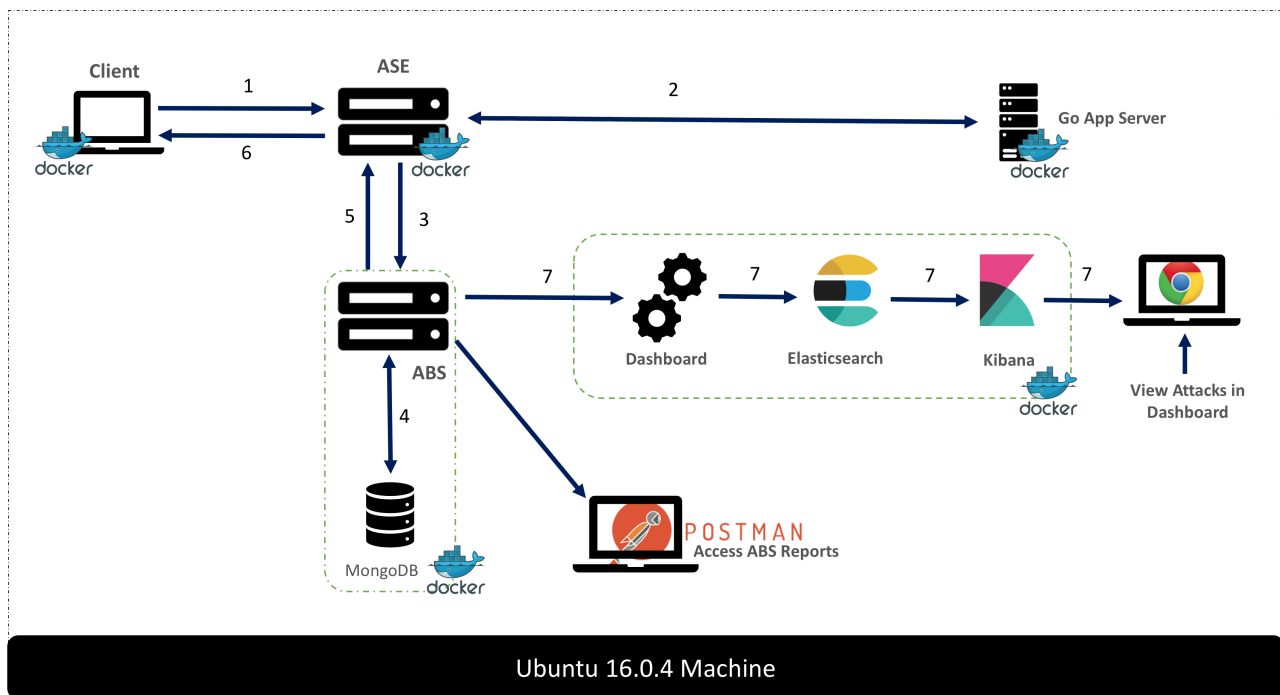 Client
1
ASE
2
Go App Server
6
docker
docker
docker
5
3
7
7
7
7
Dashboard
Elasticsearch
Kibana
ABS
docker
View Attacks in
Dashboard
4
POSTMAN
Access ABS Reports
MongoDB
docker
Ubuntu 16.0.4 Machine